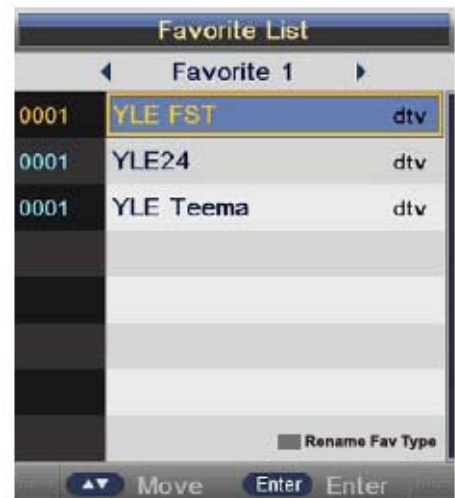 Favorite List
Favorite 1
0001 YLE FST dtv
0001 YLE24 dtv
0001 YLE Teema dtv
Rename Fav Type
Move Enter Enter